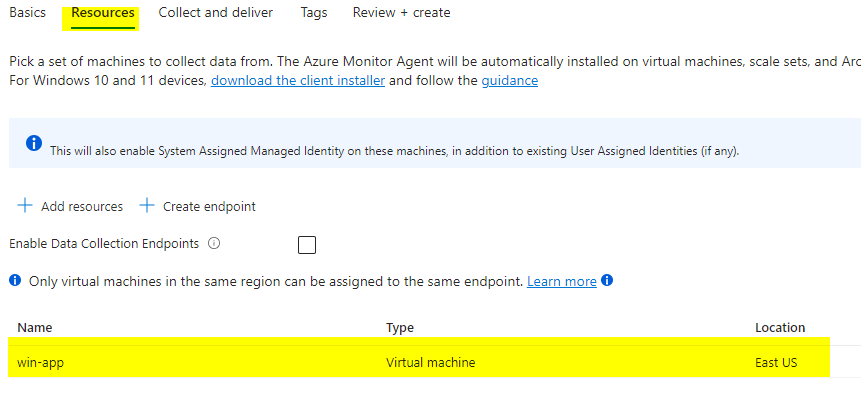 Basics Resources Collect and deliver Tags Review + create
Pick a set of machines to collect data from. The Azure Monitor Agent will be automatically installed on virtual machines, scale sets, and Arc
For Windows 10 and 11 devices, download the client installer and follow the guidance
This will also enable System Assigned Managed Identity on these machines, in addition to existing User Assigned Identities (if any).
Add resources Create endpoint
Enable Data Collection Endpoints
Only virtual machines in the same region can be assigned to the same endpoint. Learn more
Name Type Location
win-app Virtual machine East US